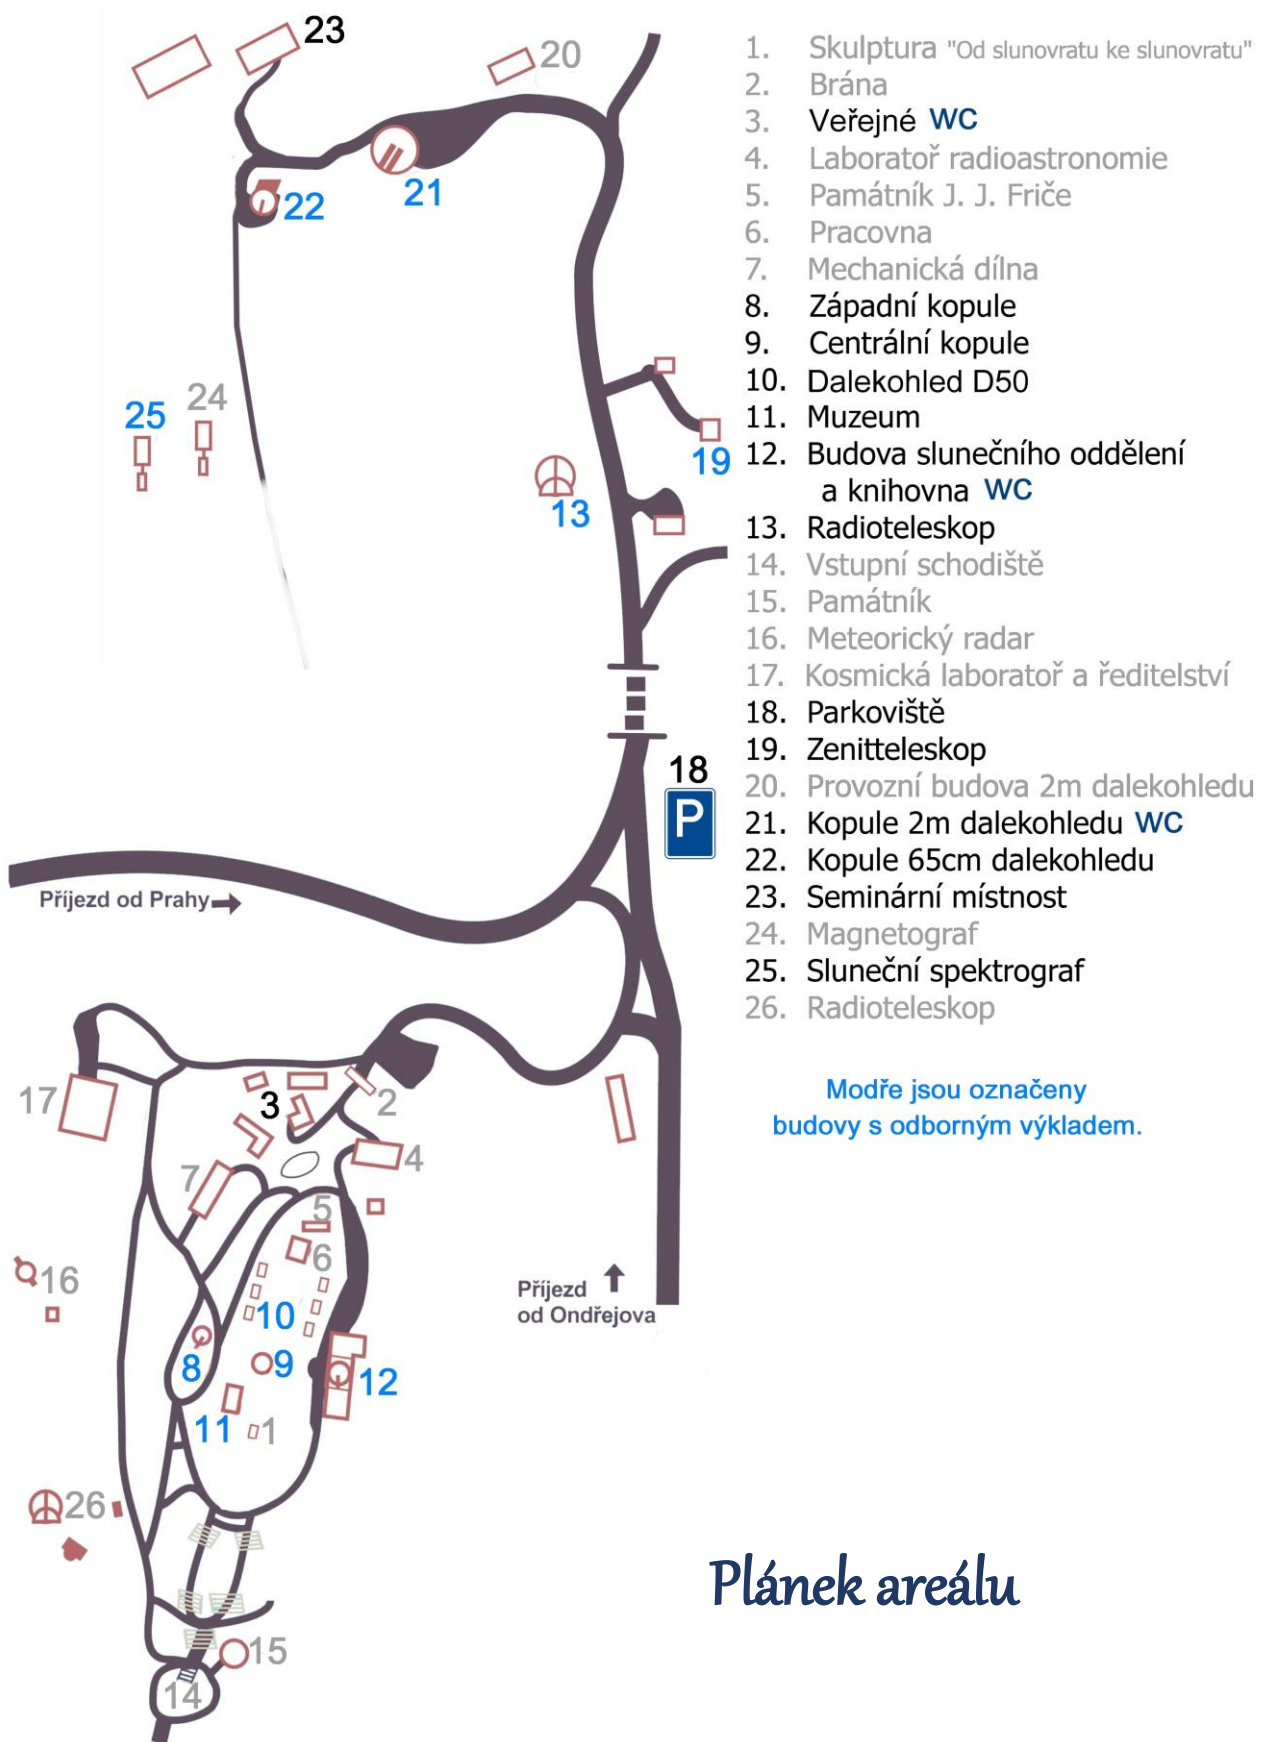 23
20
21
22
24
25
19
13
18
P
Příjezd od Prahy
17
3
2
7
4
5
6
16
10
Příjezd
od Ondřejova
8
9
12
11
1
26
15
14
1. Skulptura "Od slunovratu ke slunovratu"
2. Brána
3. Veřejné WC
4. Laboratoř radioastronomie
5. Památník J. J. Friče
6. Pracovna
7. Mechanická dílna
8. Západní kopule
9. Centrální kopule
10. Dalekohled D50
11. Muzeum
12. Budova slunečního oddělení
a knihovna WC
13. Radioteleskop
14. Vstupní schodiště
15. Památník
16. Meteorický radar
17. Kosmická laboratoř a ředitelství
18. Parkoviště
19. Zenitteleskop
20. Provozní budova 2m dalekohledu
21. Kopule 2m dalekohledu WC
22. Kopule 65cm dalekohledu
23. Seminární místnost
24. Magnetograf
25. Sluneční spektrograf
26. Radioteleskop
Modře jsou označeny
budovy s odborným výkladem.
Plánek areálu